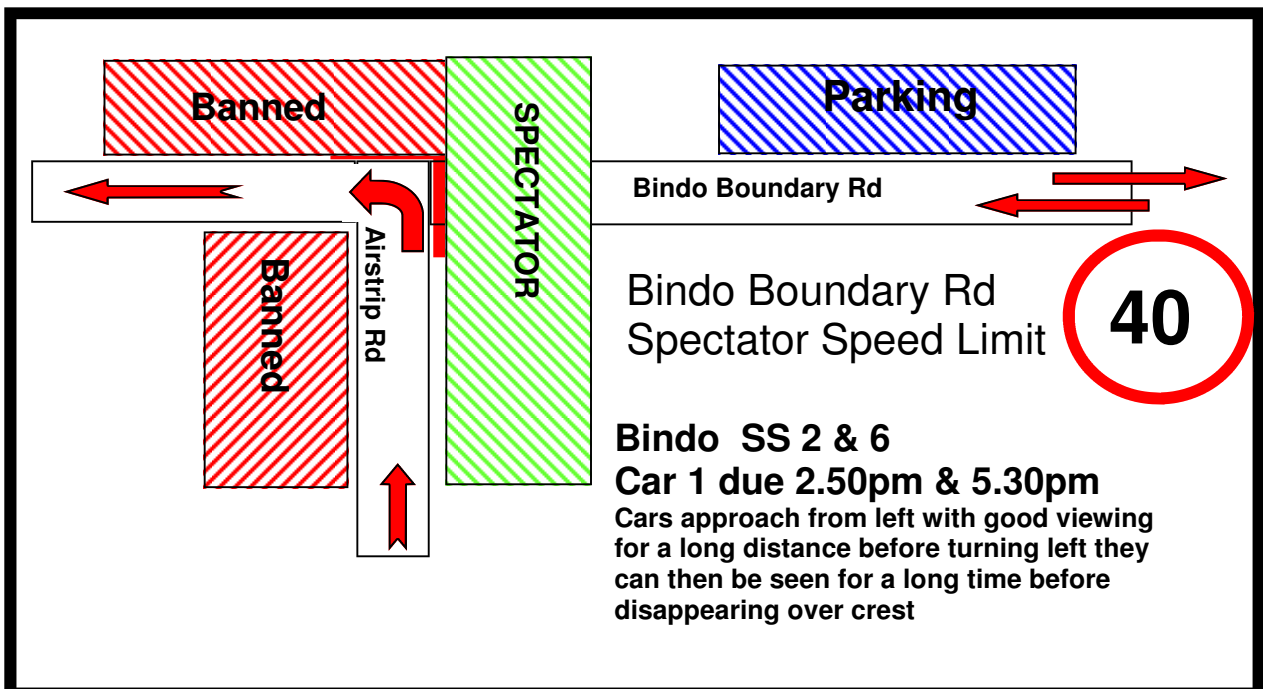 Banned
SPECTATOR
Parking
Bindo Boundary Rd
Airstrip Rd
Banned
Bindo Boundary Rd
Spectator Speed Limit
40
Bindo  SS 2 & 6
Car 1 due 2.50pm & 5.30pm
Cars approach from left with good viewing
for a long distance before turning left they
can then be seen for a long time before
disappearing over crest